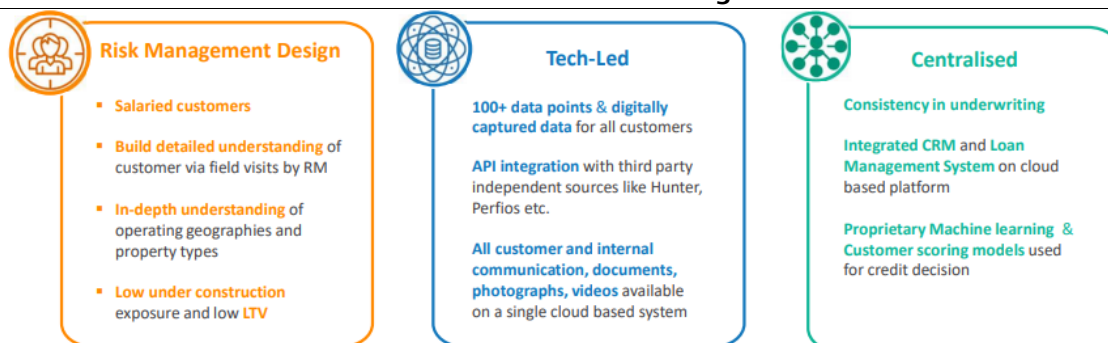 Risk Management Design
▪ Salaried customers
▪ Build detailed understanding of
customer via field visits by RM
▪ In-depth understanding of
operating geographies and
property types
▪ Low under construction
exposure and low LTV
Tech-Led
100+ data points & digitally
captured data for all customers
API integration with third party
independent sources like Hunter,
Perfios etc.
All customer and internal
communication, documents,
photographs, videos available
on a single cloud based system
Centralised
Consistency in underwriting
Integrated CRM and Loan
Management System on cloud
based platform
Proprietary Machine learning &
Customer scoring models used
for credit decision